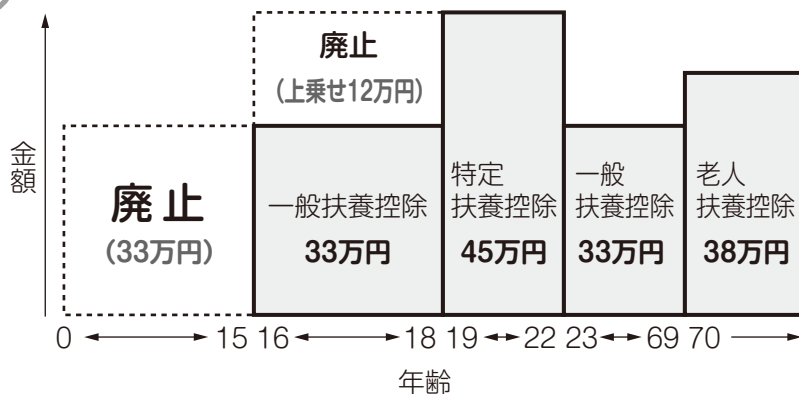 廃止
(上乗せ12万円)
金額
廃止
(33万円)
一般扶養控除
33万円
特定
扶養控除
45万円
一般
扶養控除
33万円
老人
扶養控除
38万円
0 15 16 18 19 22 23 69 70
年齢